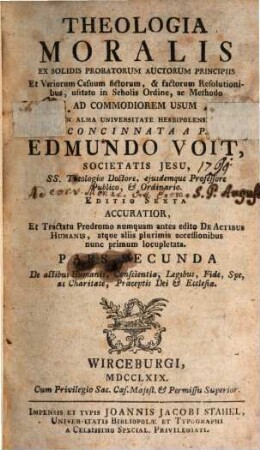 THEOLOGIA
MORALIS
EX SOLIDIS PROBATORUM AUCTORUM PRINCIPIIS
Et Variorum Casuum fictorum, & factorum Resolutioni-
bus, usitato in Scholis Ordine, ac Methodo
AD COMMODIOREM USUM
IN ALMA UNIVERSITATE HERBIPOLENSI
CONCINNATA A P.
EDMUNDO VOIT,
SOCIETATIS JESU,
SS. Theologiæ Doctore, ejusdemque Professore
Publico, & Ordinario.
S.P. August
EDITIO SEXTA
ACCURATIOR,
Et Tractatu Prodromo numquam antea edito DE ACTIBUS
HUMANIS, atque aliis plurimis accessionibus
nunc primum locupletata.
PARS SECUNDA
De actibus Humanis, Conscientia, Legibus, Fide, Spe,
ac Charitate, Præceptis Dei & Ecclesiæ.
WIRCEBURGI,
MDCCLXIX.
Cum Privilegio Sac. Cæs. Majest. & Permissu Superior.
IMPENSIS ET TYPIS JOANNIS JACOBI STAHEL,
UNIVERSITATIS BIBLIOPOLÆ ET TYPOGRAPHI
A CELSISSIMO SPECIAL. PRIVILEGIATI.